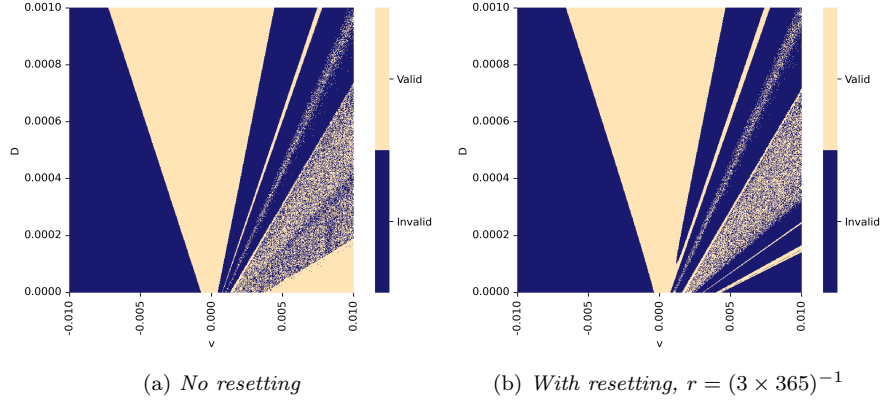 0.0010
0.0008
0.0006
0.0004
0.0002
0.0000
D
-0.010
-0.005
0.000
0.005
0.010
v
Valid
Invalid
(a) No resetting
0.0010
0.0008
0.0006
0.0004
0.0002
0.0000
D
-0.010
-0.005
0.000
0.005
0.010
v
Valid
Invalid
(b) With resetting, r = (3 × 365)⁻¹